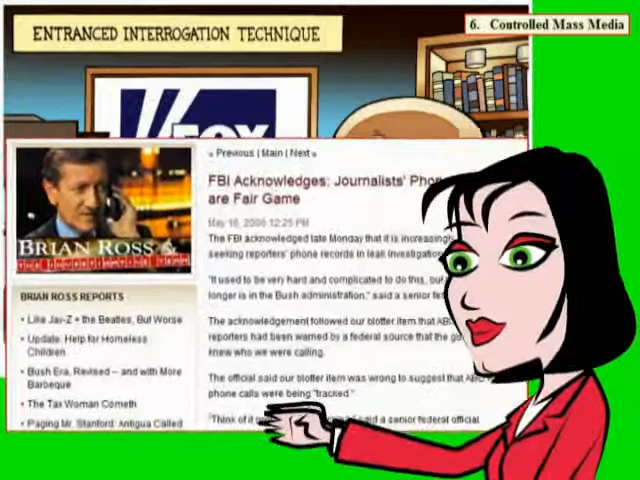 6. Controlled Mass Media
ENTRANCED INTERROGATION TECHNIQUE
FOX
« Previous | Main | Next »
FBI Acknowledges: Journalists' Phon
are Fair Game
May 16, 2006 12:25 PM
The FBI acknowledged late Monday that it is increasingly
seeking reporters' phone records in leak investigation
"It used to be very hard and complicated to do this, but
longer is in the Bush administration," said a senior fe
The acknowledgement followed our blotter item that AB
reporters had been warned by a federal source that the go
knew who we were calling.
The official said our blotter item was wrong to suggest that ABC
phone calls were being "tracked."
"Think of it said a senior federal official
BRIAN ROSS &
BRIAN ROSS REPORTS
• Like Jay-Z + the Beatles, But Worse
• Update: Help for Homeless
Children
• Bush Era, Revised -- and with More
Barbeque
• The Tax Woman Cometh
• Paging Mr. Stanford: Antigua Called